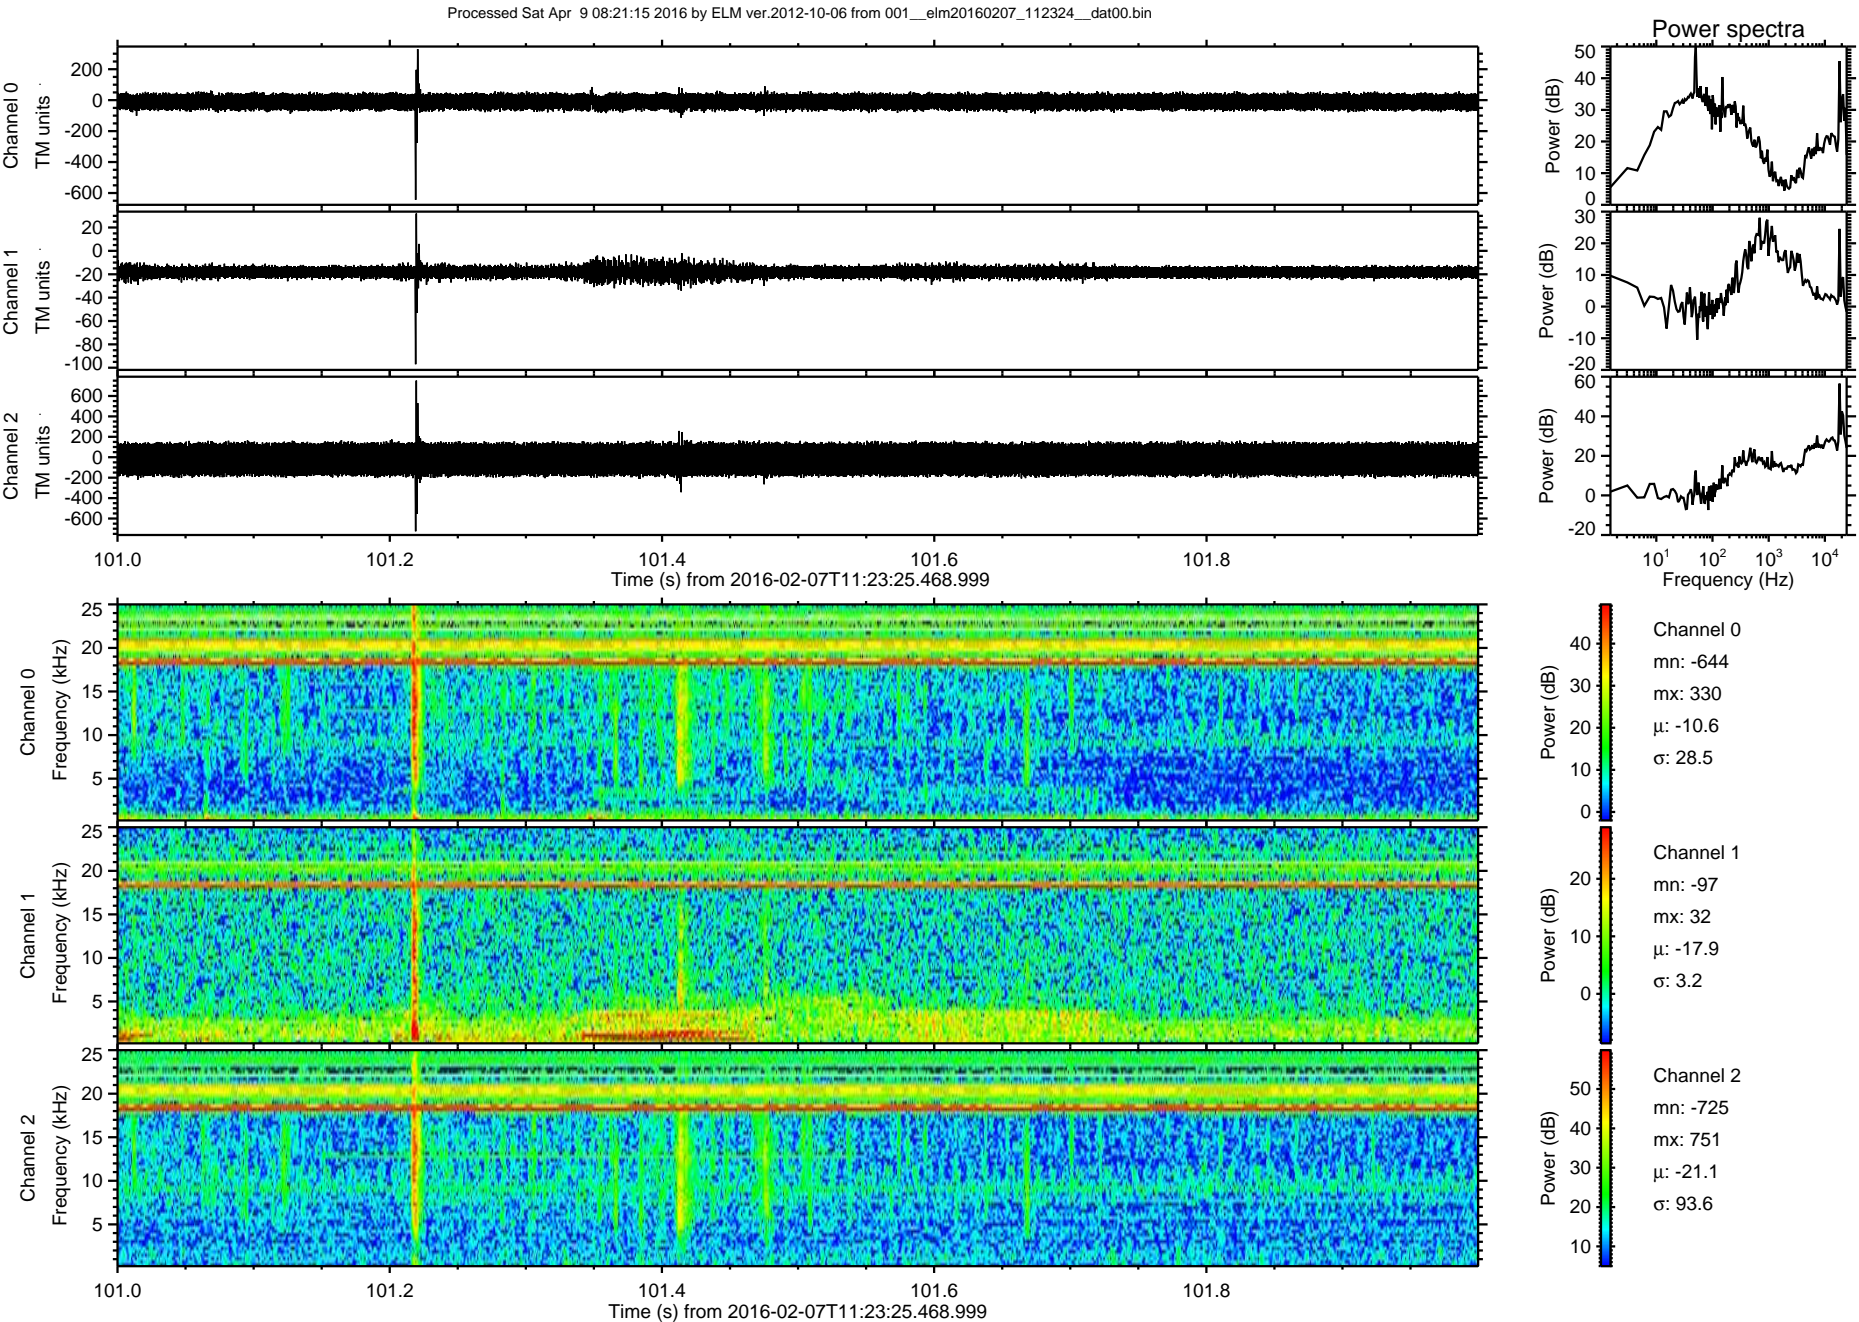 Processed Sat Apr  9 08:21:15 2016 by ELM ver.2012-10-06 from 001__elm20160207_112324__dat00.bin
Power spectra
Channel 0
TM units
200
0
-200
-400
-600
Power (dB)
50
40
30
20
10
0
Channel 1
TM units
20
0
-20
-40
-60
-80
-100
Power (dB)
30
20
10
0
-10
-20
Channel 2
TM units
600
400
200
0
-200
-400
-600
Power (dB)
60
40
20
0
-20
101.0 101.2 101.4 101.6 101.8
Time (s) from 2016-02-07T11:23:25.468.999
10¹ 10² 10³ 10⁴
Frequency (Hz)
Channel 0
Frequency (kHz)
25
20
15
10
5
Power (dB)
40
30
20
10
0
Channel 0
mn: -644
mx: 330
μ: -10.6
σ: 28.5
Channel 1
Frequency (kHz)
25
20
15
10
5
Power (dB)
20
10
0
Channel 1
mn: -97
mx: 32
μ: -17.9
σ: 3.2
Channel 2
Frequency (kHz)
25
20
15
10
5
Power (dB)
50
40
30
20
10
Channel 2
mn: -725
mx: 751
μ: -21.1
σ: 93.6
101.0 101.2 101.4 101.6 101.8
Time (s) from 2016-02-07T11:23:25.468.999